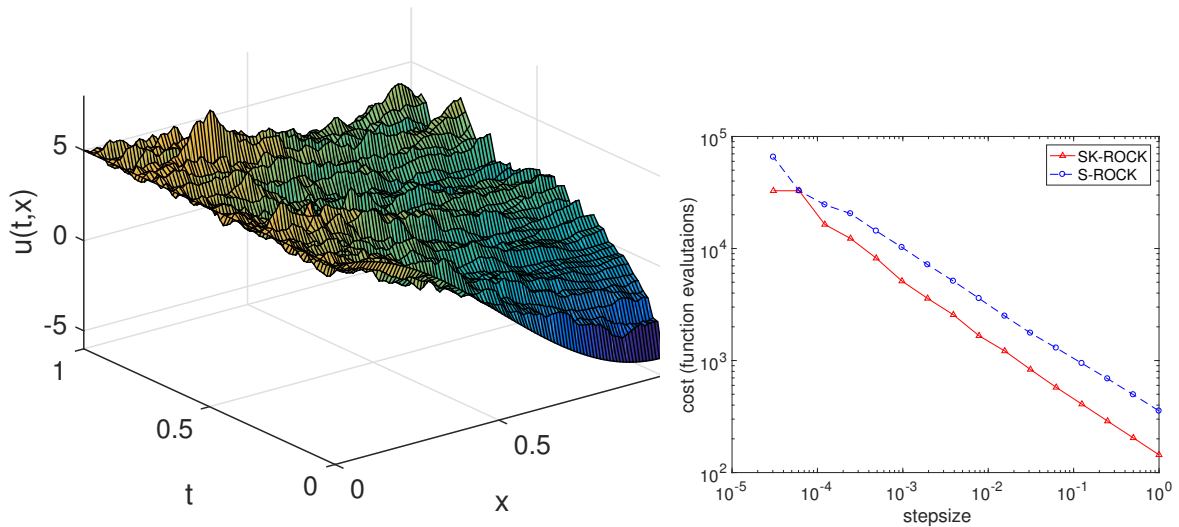 u(t,x)
5
0
-5
1
0.5
0
t
0
0.5
x
cost (function evalutaions)
10^5
10^4
10^3
10^2
SK-ROCK
S-ROCK
10^-5
10^-4
10^-3
10^-2
10^-1
10^0
stepsize